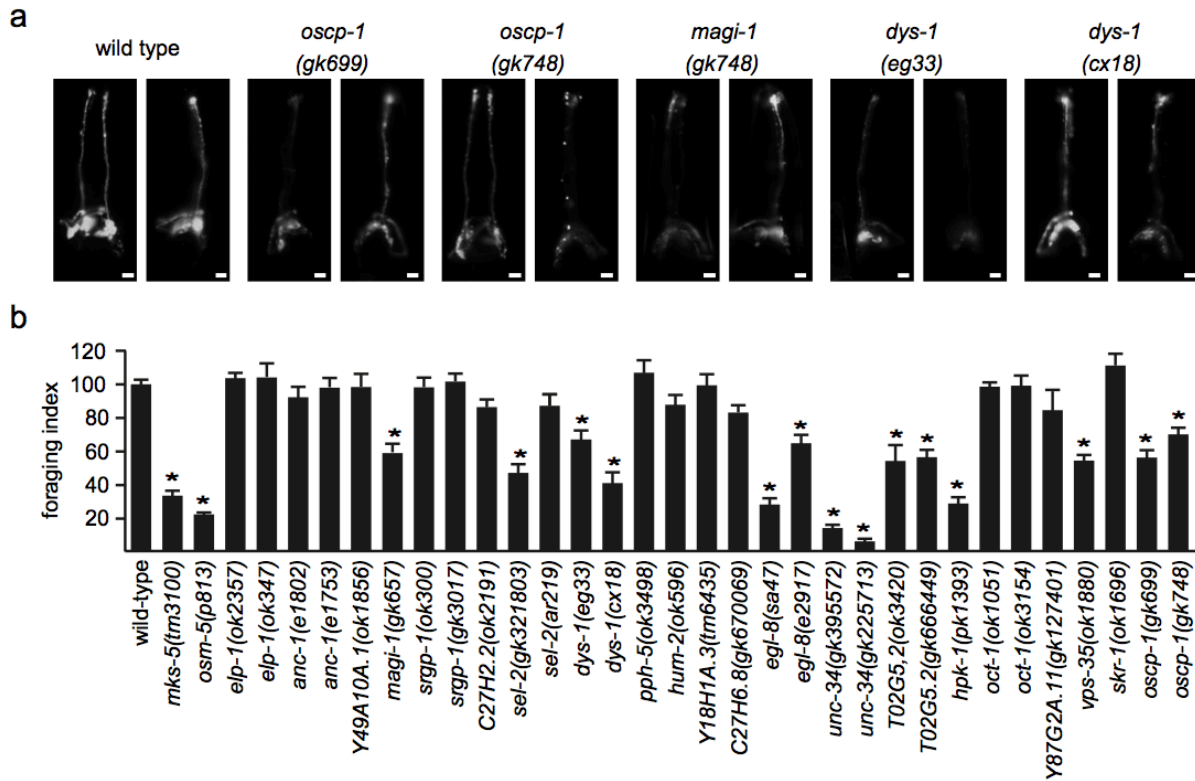 a
wild type
oscp-1
(gk699)
oscp-1
(gk748)
magi-1
(gk748)
dys-1
(eg33)
dys-1
(cx18)
b
foraging index
120
100
80
60
40
20
* * * * * * * * * * * * * * * *
wild-type
mks-5(tm3100)
osm-5(p813)
elp-1(ok2357)
elp-1(ok347)
anc-1(e1802)
anc-1(e1753)
Y49A10A.1(ok1856)
magi-1(gk657)
srgp-1(ok300)
srgp-1(gk3017)
C27H2.2(ok2191)
sel-2(gk321803)
sel-2(ar219)
dys-1(eg33)
dys-1(cx18)
pph-5(ok3498)
hum-2(ok596)
Y18H1A.3(tm6435)
C27H6.8(gk670069)
egl-8(sa47)
egl-8(e2917)
unc-34(gk395572)
unc-34(gk225713)
T02G5,2(ok3420)
T02G5.2(gk666449)
hpk-1(pk1393)
oct-1(ok1051)
oct-1(ok3154)
Y87G2A.11(gk127401)
vps-35(ok1880)
skr-1(ok1696)
oscp-1(gk699)
oscp-1(gk748)